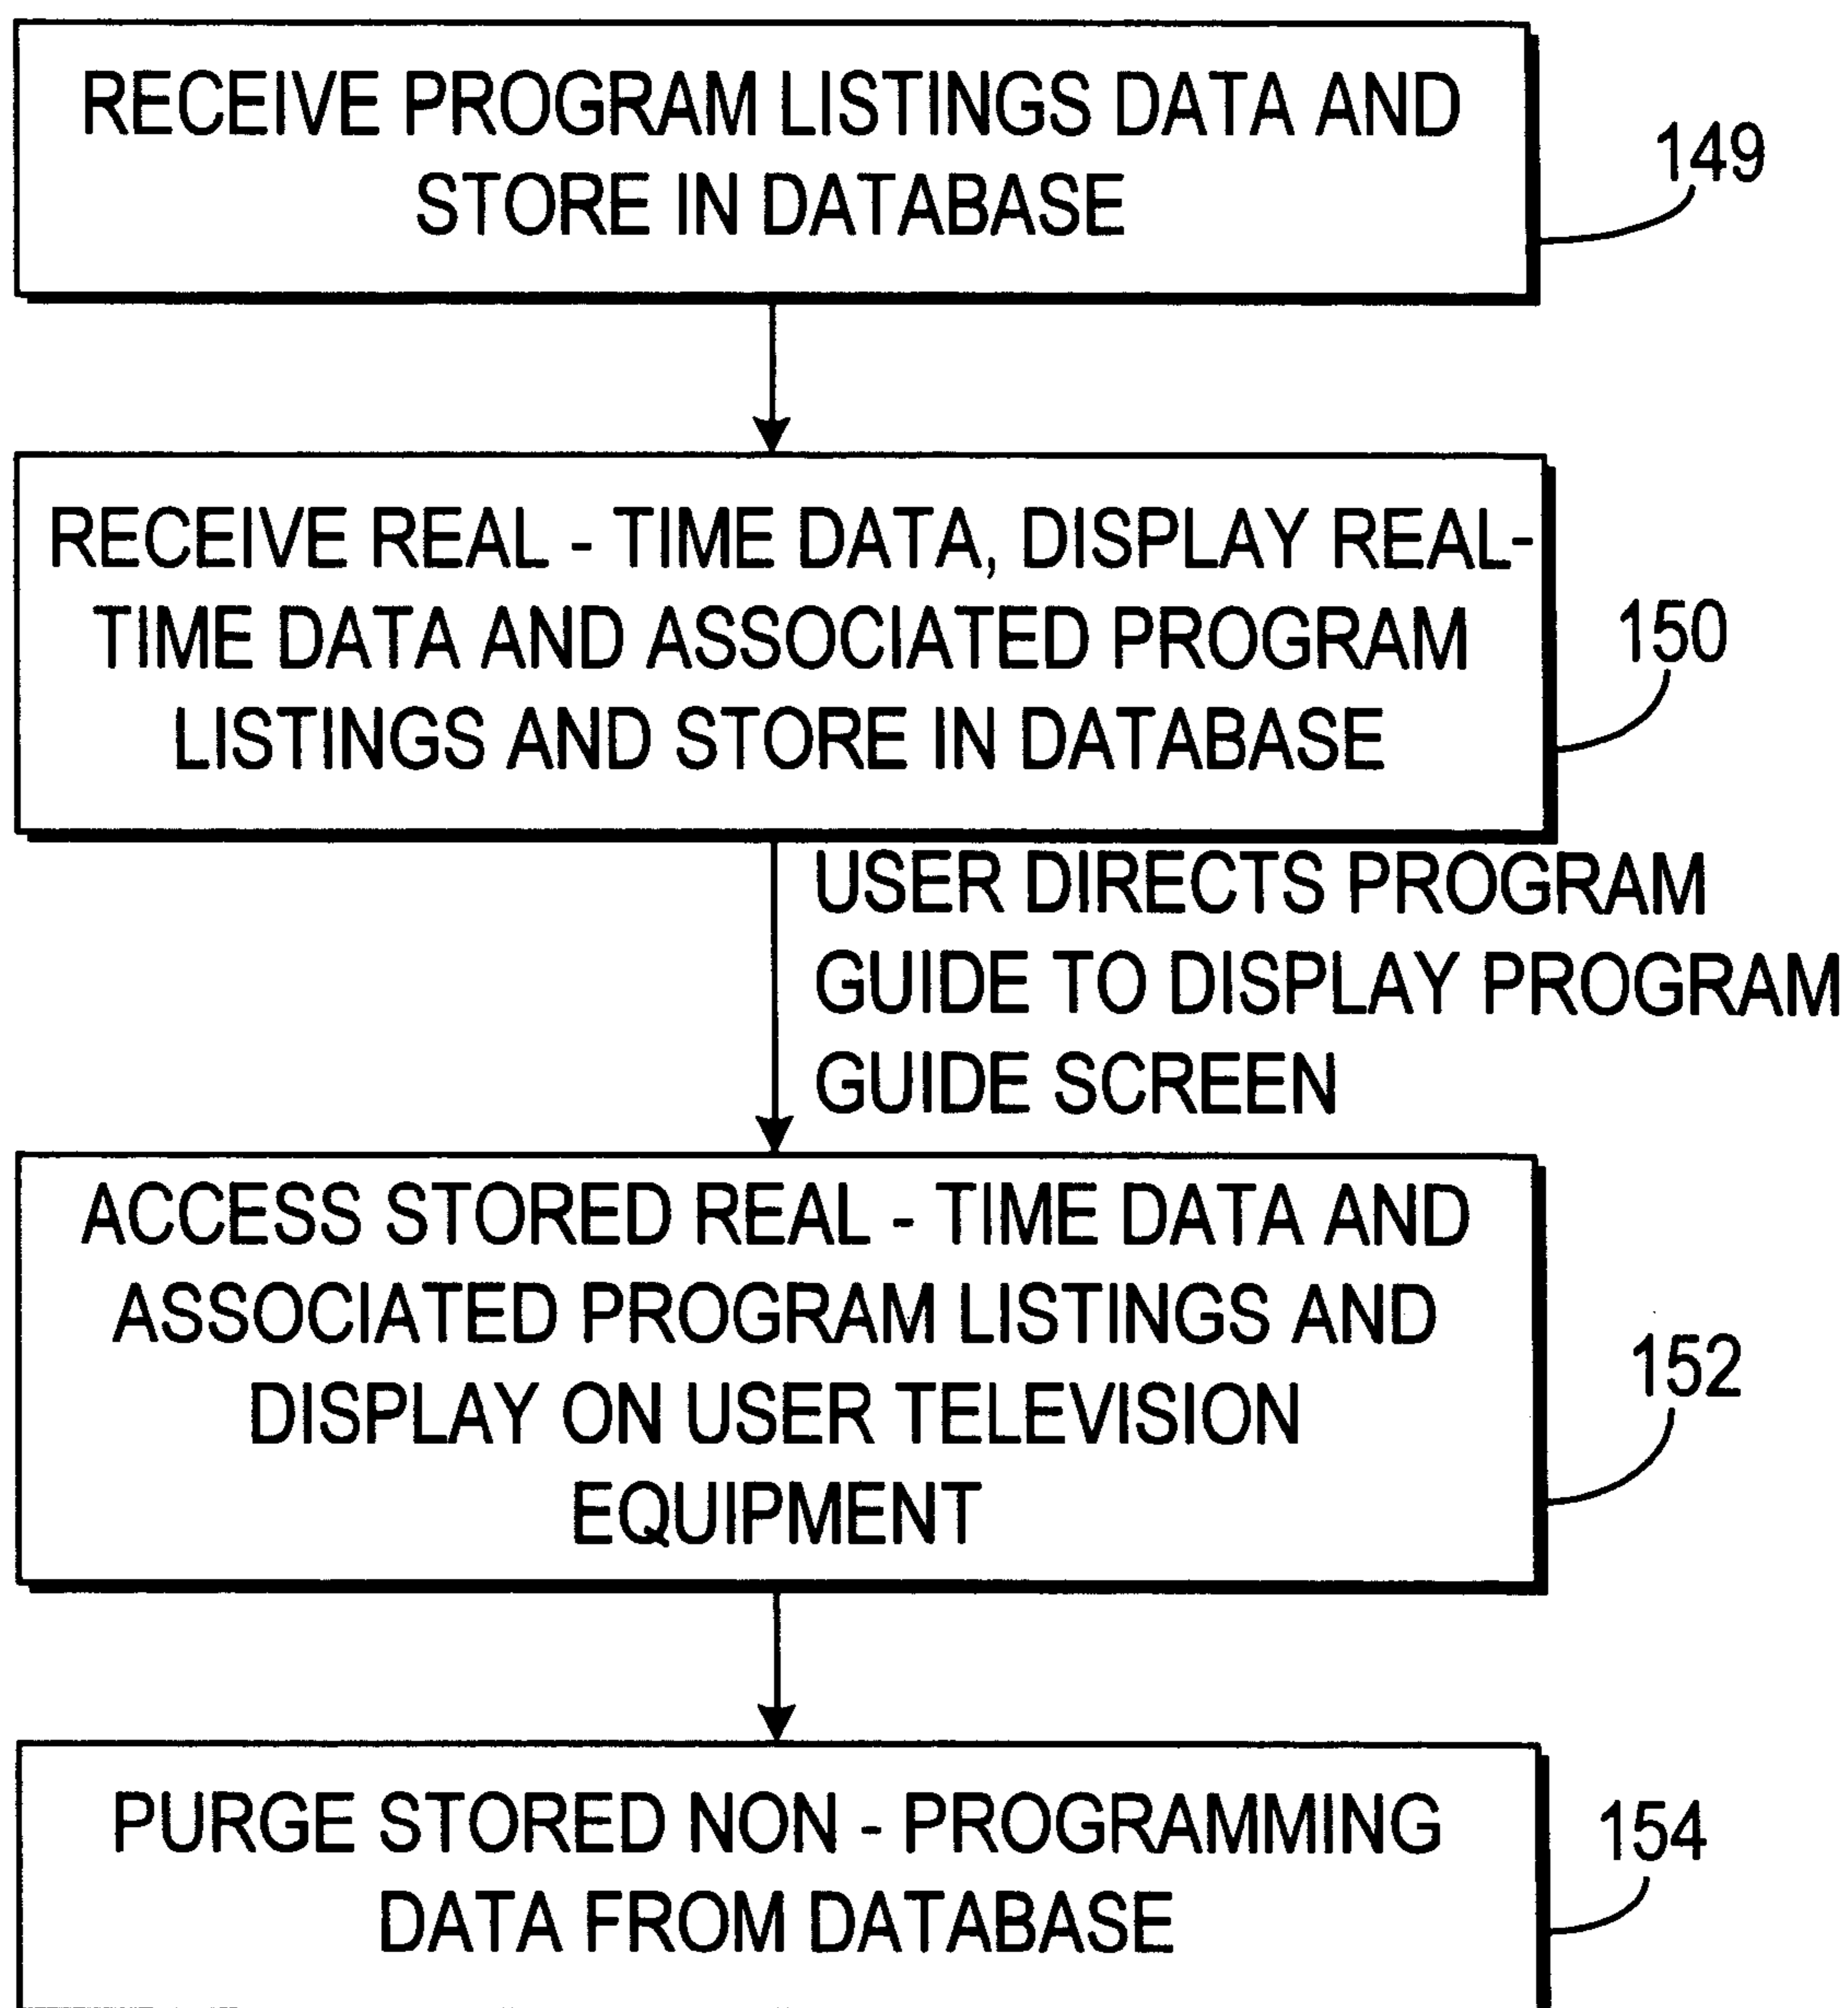 RECEIVE PROGRAM LISTINGS DATA AND
STORE IN DATABASE
149
RECEIVE REAL - TIME DATA, DISPLAY REAL-
TIME DATA AND ASSOCIATED PROGRAM
LISTINGS AND STORE IN DATABASE
150
USER DIRECTS PROGRAM
GUIDE TO DISPLAY PROGRAM
GUIDE SCREEN
ACCESS STORED REAL - TIME DATA AND
ASSOCIATED PROGRAM LISTINGS AND
DISPLAY ON USER TELEVISION
EQUIPMENT
152
PURGE STORED NON - PROGRAMMING
DATA FROM DATABASE
154